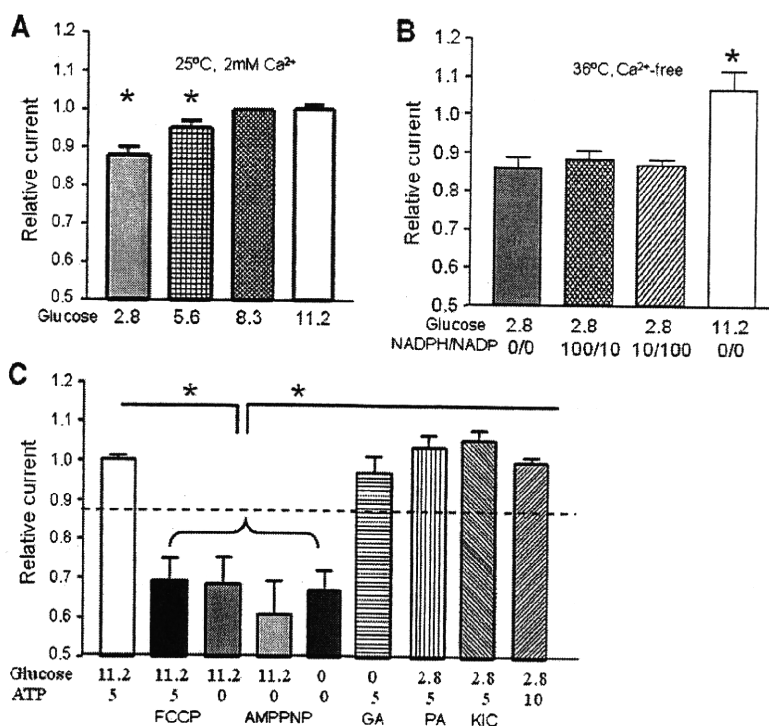 A
25ºC, 2mM Ca²⁺
Relative current
1.2
1.1
1.0
0.9
0.8
0.7
0.6
0.5
* *
Glucose 2.8 5.6 8.3 11.2
B
36ºC, Ca²⁺-free
Relative current
1.2
1.1
1.0
0.9
0.8
0.7
0.6
0.5
*
Glucose 2.8 2.8 2.8 11.2
NADPH/NADP 0/0 100/10 10/100 0/0
C
Relative current
1.2
1.1
1.0
0.9
0.8
0.7
0.6
0.5
* *
Glucose 11.2 11.2 11.2 11.2 0 0 2.8 2.8 2.8
ATP 5 5 0 0 0 5 5 5 10
FCCP AMPPNP GA PA KIC